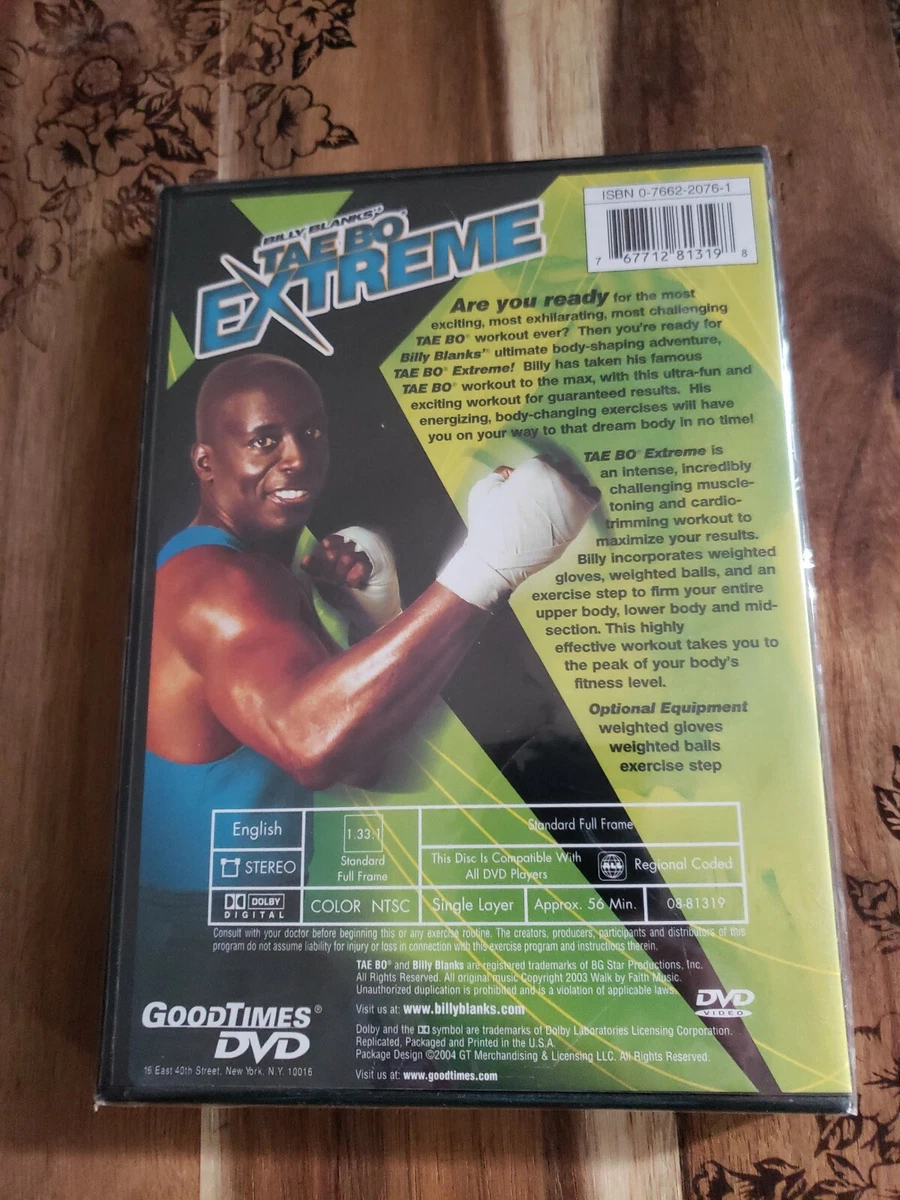 BILLY BLANKS'®
TAE BO®
EXTREME
ISBN 0-7662-2076-1
7 67712 81319 8
Are you ready for the most
exciting, most exhilarating, most challenging
TAE BO® workout ever? Then you're ready for
Billy Blanks'® ultimate body-shaping adventure,
TAE BO® Extreme! Billy has taken his famous
TAE BO® workout to the max, with this ultra-fun and
exciting workout for guaranteed results. His
energizing, body-changing exercises will have
you on your way to that dream body in no time!
TAE BO® Extreme is
an intense, incredibly
challenging muscle-
toning and cardio-
trimming workout to
maximize your results.
Billy incorporates weighted
gloves, weighted balls, and an
exercise step to firm your entire
upper body, lower body and mid-
section. This highly
effective workout takes you to
the peak of your body's
fitness level.
Optional Equipment
weighted gloves
weighted balls
exercise step
English
1.33:1
Standard
Full Frame
Standard Full Frame
STEREO
This Disc Is Compatible With
All DVD Players
ALL
Regional Coded
DOLBY
DIGITAL
COLOR NTSC
Single Layer
Approx. 56 Min.
08-81319
Consult with your doctor before beginning this or any exercise routine. The creators, producers, participants and distributors of this
program do not assume liability for injury or loss in connection with this exercise program and instructions therein.
TAE BO® and Billy Blanks are registered trademarks of BG Star Productions, Inc.
All Rights Reserved. All original music Copyright 2003 Walk by Faith Music.
Unauthorized duplication is prohibited and is a violation of applicable laws.
DVD
VIDEO
Visit us at: www.billyblanks.com
GOODTIMES®
DVD
16 East 40th Street, New York, N.Y. 10016
Dolby and the DD symbol are trademarks of Dolby Laboratories Licensing Corporation.
Replicated, Packaged and Printed in the U.S.A.
Package Design ©2004 GT Merchandising & Licensing LLC. All Rights Reserved.
Visit us at: www.goodtimes.com